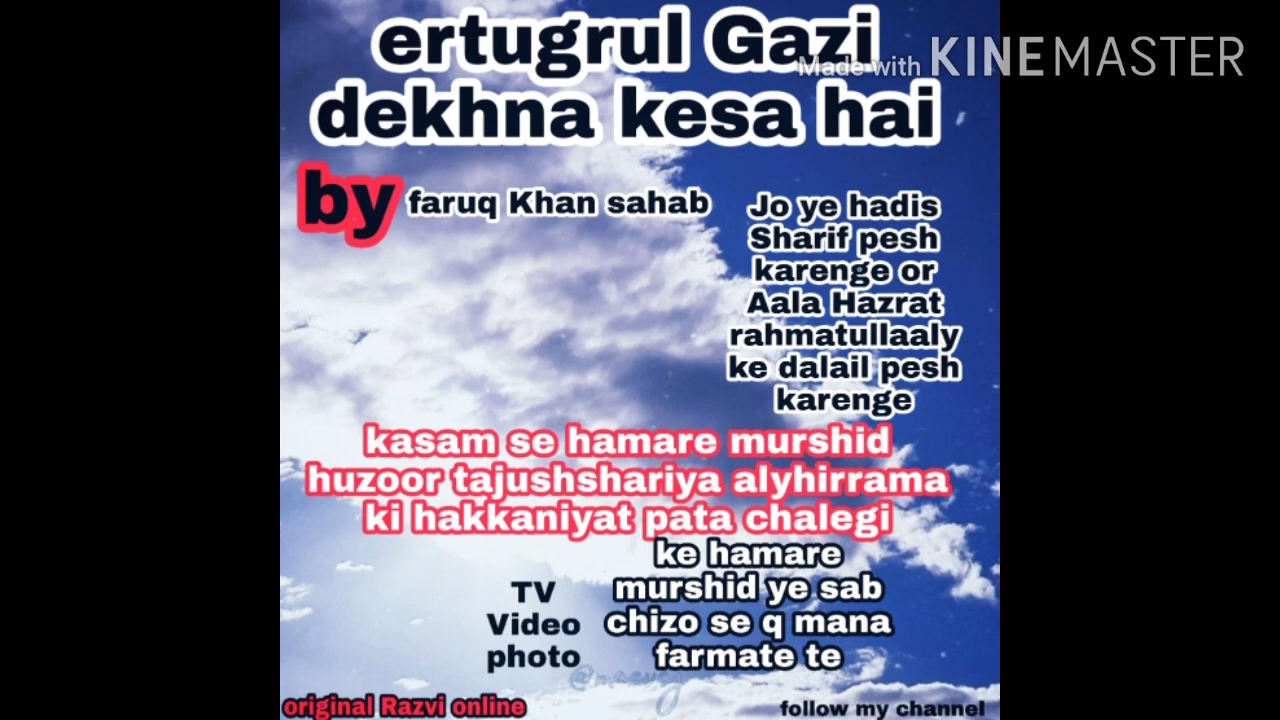 ertugrul Gazi
Made with KINEMASTER
dekhna kesa hai
by faruq Khan sahab
Jo ye hadis
Sharif pesh
karenge or
Aala Hazrat
rahmatullaaly
ke dalail pesh
karenge
kasam se hamare murshid
huzoor tajushshariya alyhirrama
ki hakkaniyat pata chalegi
ke hamare
murshid ye sab
chizo se q mana
farmate te
TV
Video
photo
original Razvi online
follow my channel